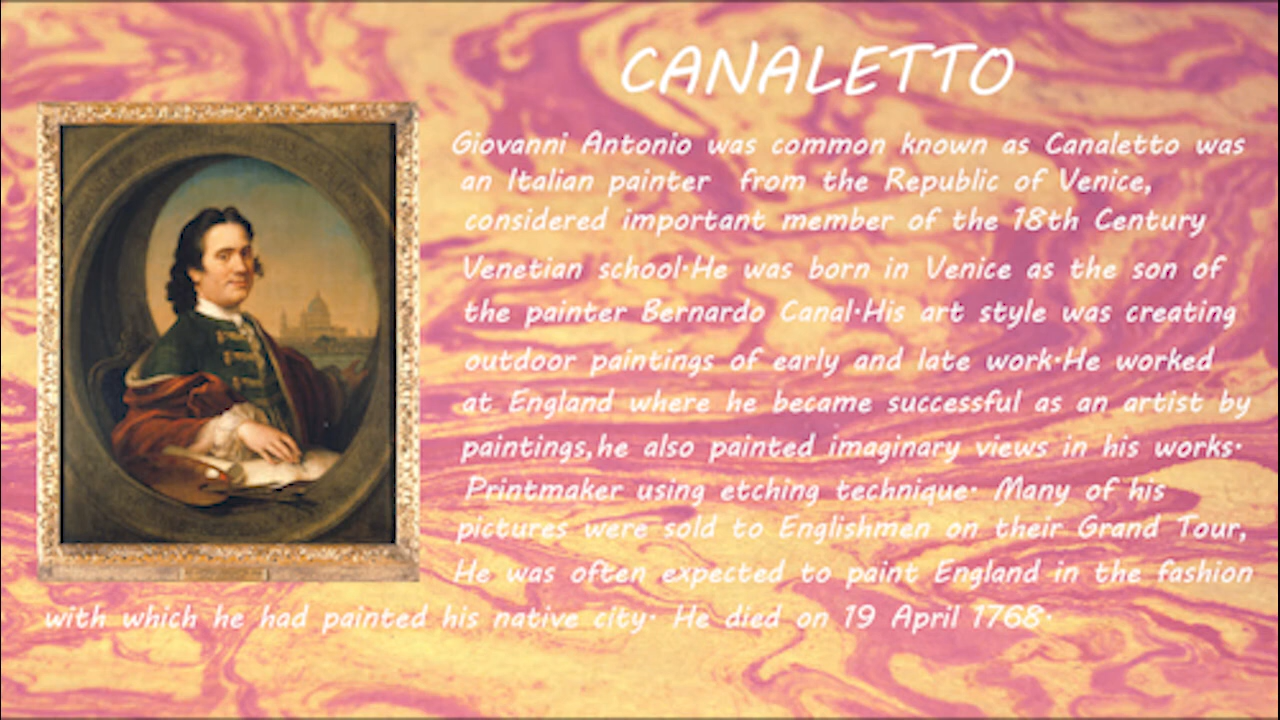 CANALETTO
Giovanni Antonio was common known as Canaletto was
an Italian painter from the Republic of Venice,
considered important member of the 18th Century
Venetian school·He was born in Venice as the son of
the painter Bernardo Canal·His art style was creating
outdoor paintings of early and late work·He worked
at England where he became successful as an artist by
paintings,he also painted imaginary views in his works·
Printmaker using etching technique· Many of his
pictures were sold to Englishmen on their Grand Tour,
He was often expected to paint England in the fashion
with which he had painted his native city· He died on 19 April 1768·